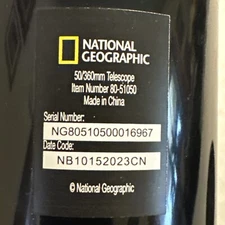 NATIONAL
GEOGRAPHIC
50/360mm Telescope
Item Number 80-51050
Made in China
Serial Number:
NG80510500016967
Date Code:
NB10152023CN
© National Geographic